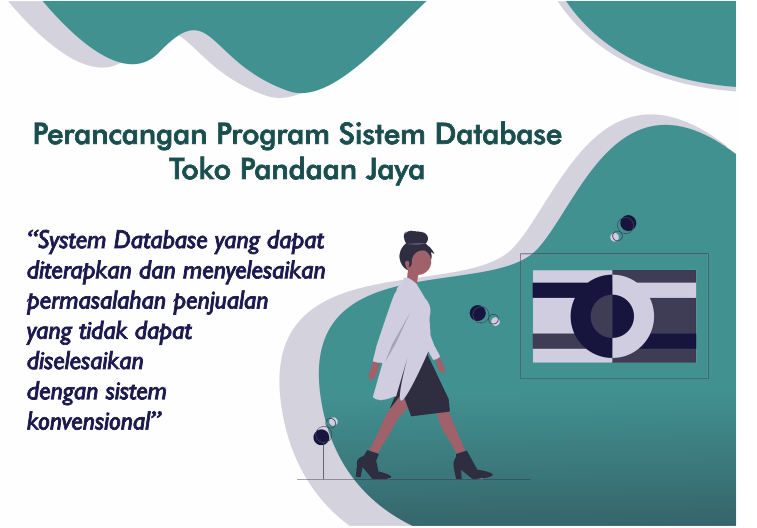 Perancangan Program Sistem Database
Toko Pandaan Jaya
“System Database yang dapat
diterapkan dan menyelesaikan
permasalahan penjualan
yang tidak dapat
diselesaikan
dengan sistem
konvensional”